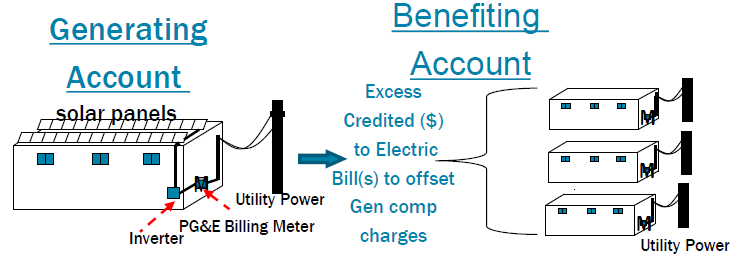 Generating
Account
solar panels
Utility Power
PG&E Billing Meter
Inverter
M
Benefiting
Account
Excess
Credited ($)
to Electric
Bill(s) to offset
Gen comp
charges
M
M
M
Utility Power